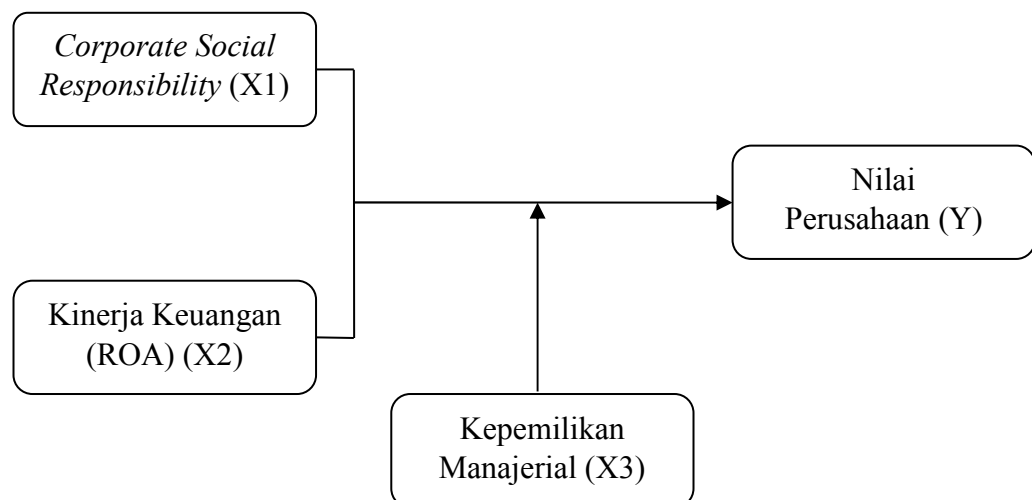 Corporate Social
Responsibility (X1)
Nilai
Perusahaan (Y)
Kinerja Keuangan
(ROA) (X2)
Kepemilikan
Manajerial (X3)